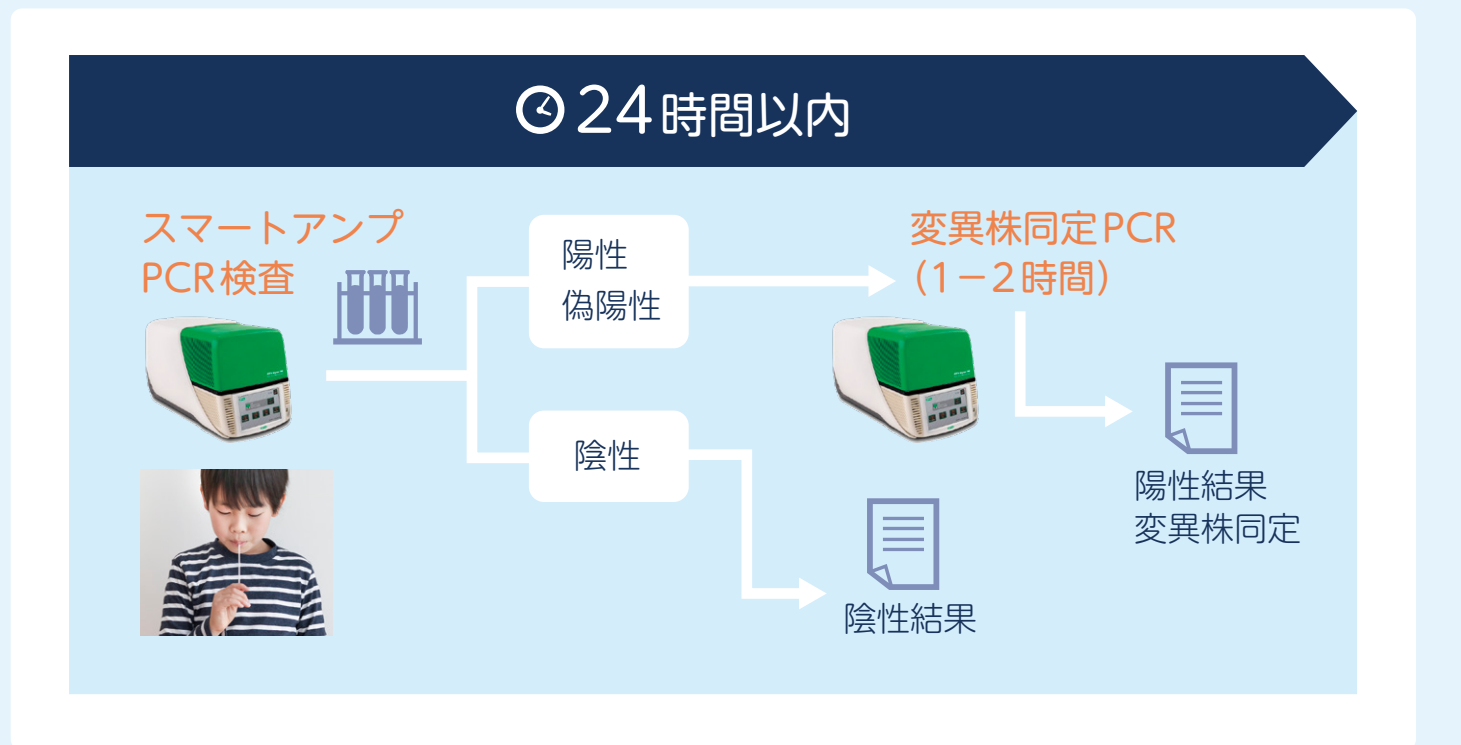 24時間以内
スマートアンプ
PCR検査
陽性
偽陽性
変異株同定PCR
(1－2時間)
陰性
陽性結果
変異株同定
陰性結果